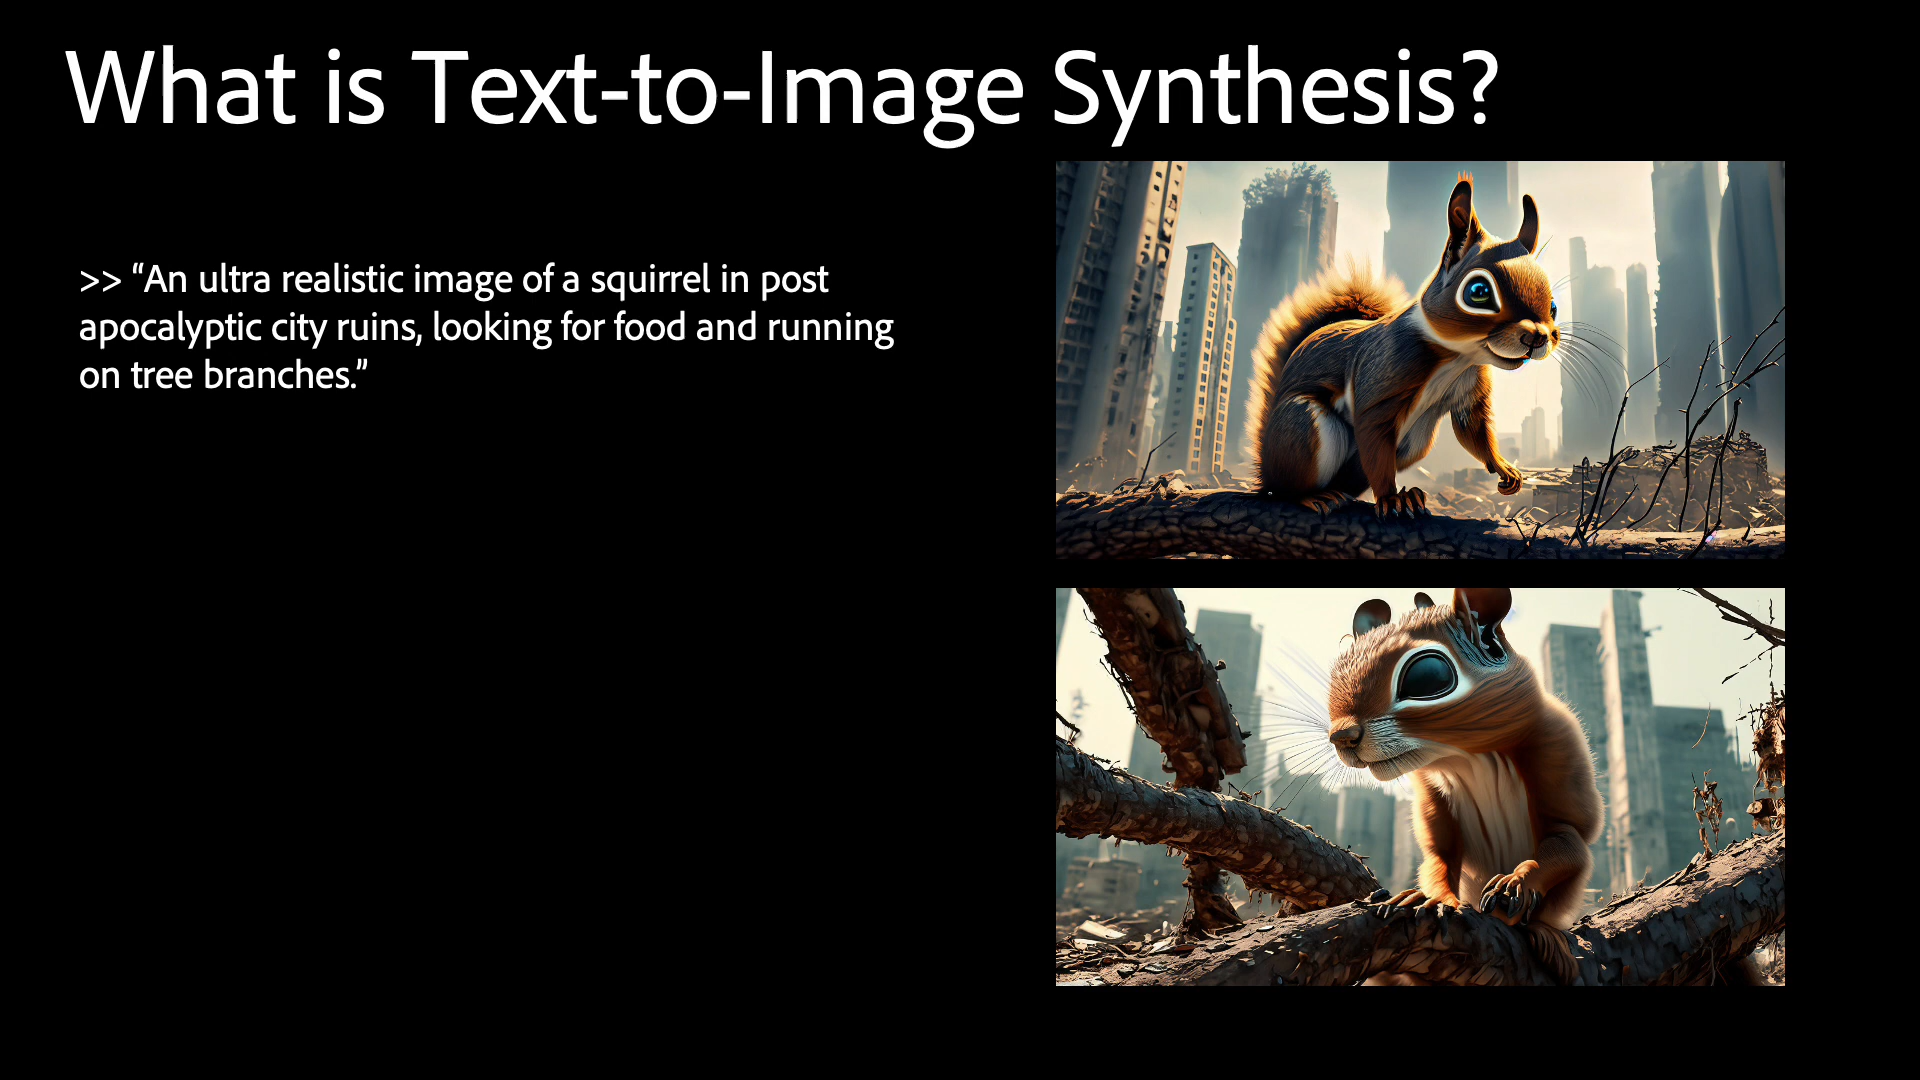 What is Text-to-Image Synthesis?
>> “An ultra realistic image of a squirrel in post
apocalyptic city ruins, looking for food and running
on tree branches.”